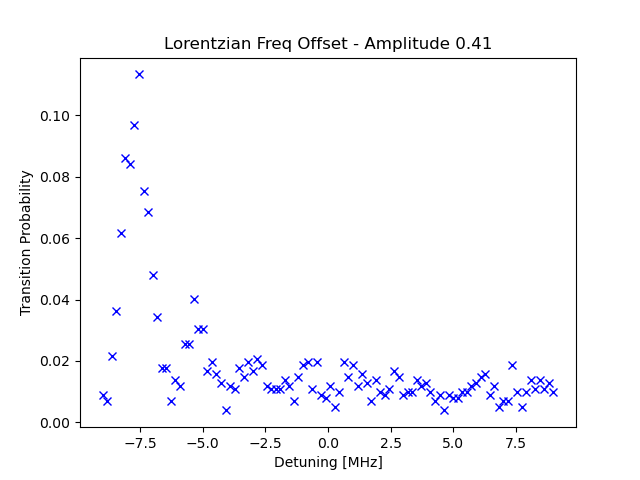 Lorentzian Freq Offset - Amplitude 0.41
Transition Probability
0.10
0.08
0.06
0.04
0.02
0.00
−7.5 −5.0 −2.5 0.0 2.5 5.0 7.5
Detuning [MHz]